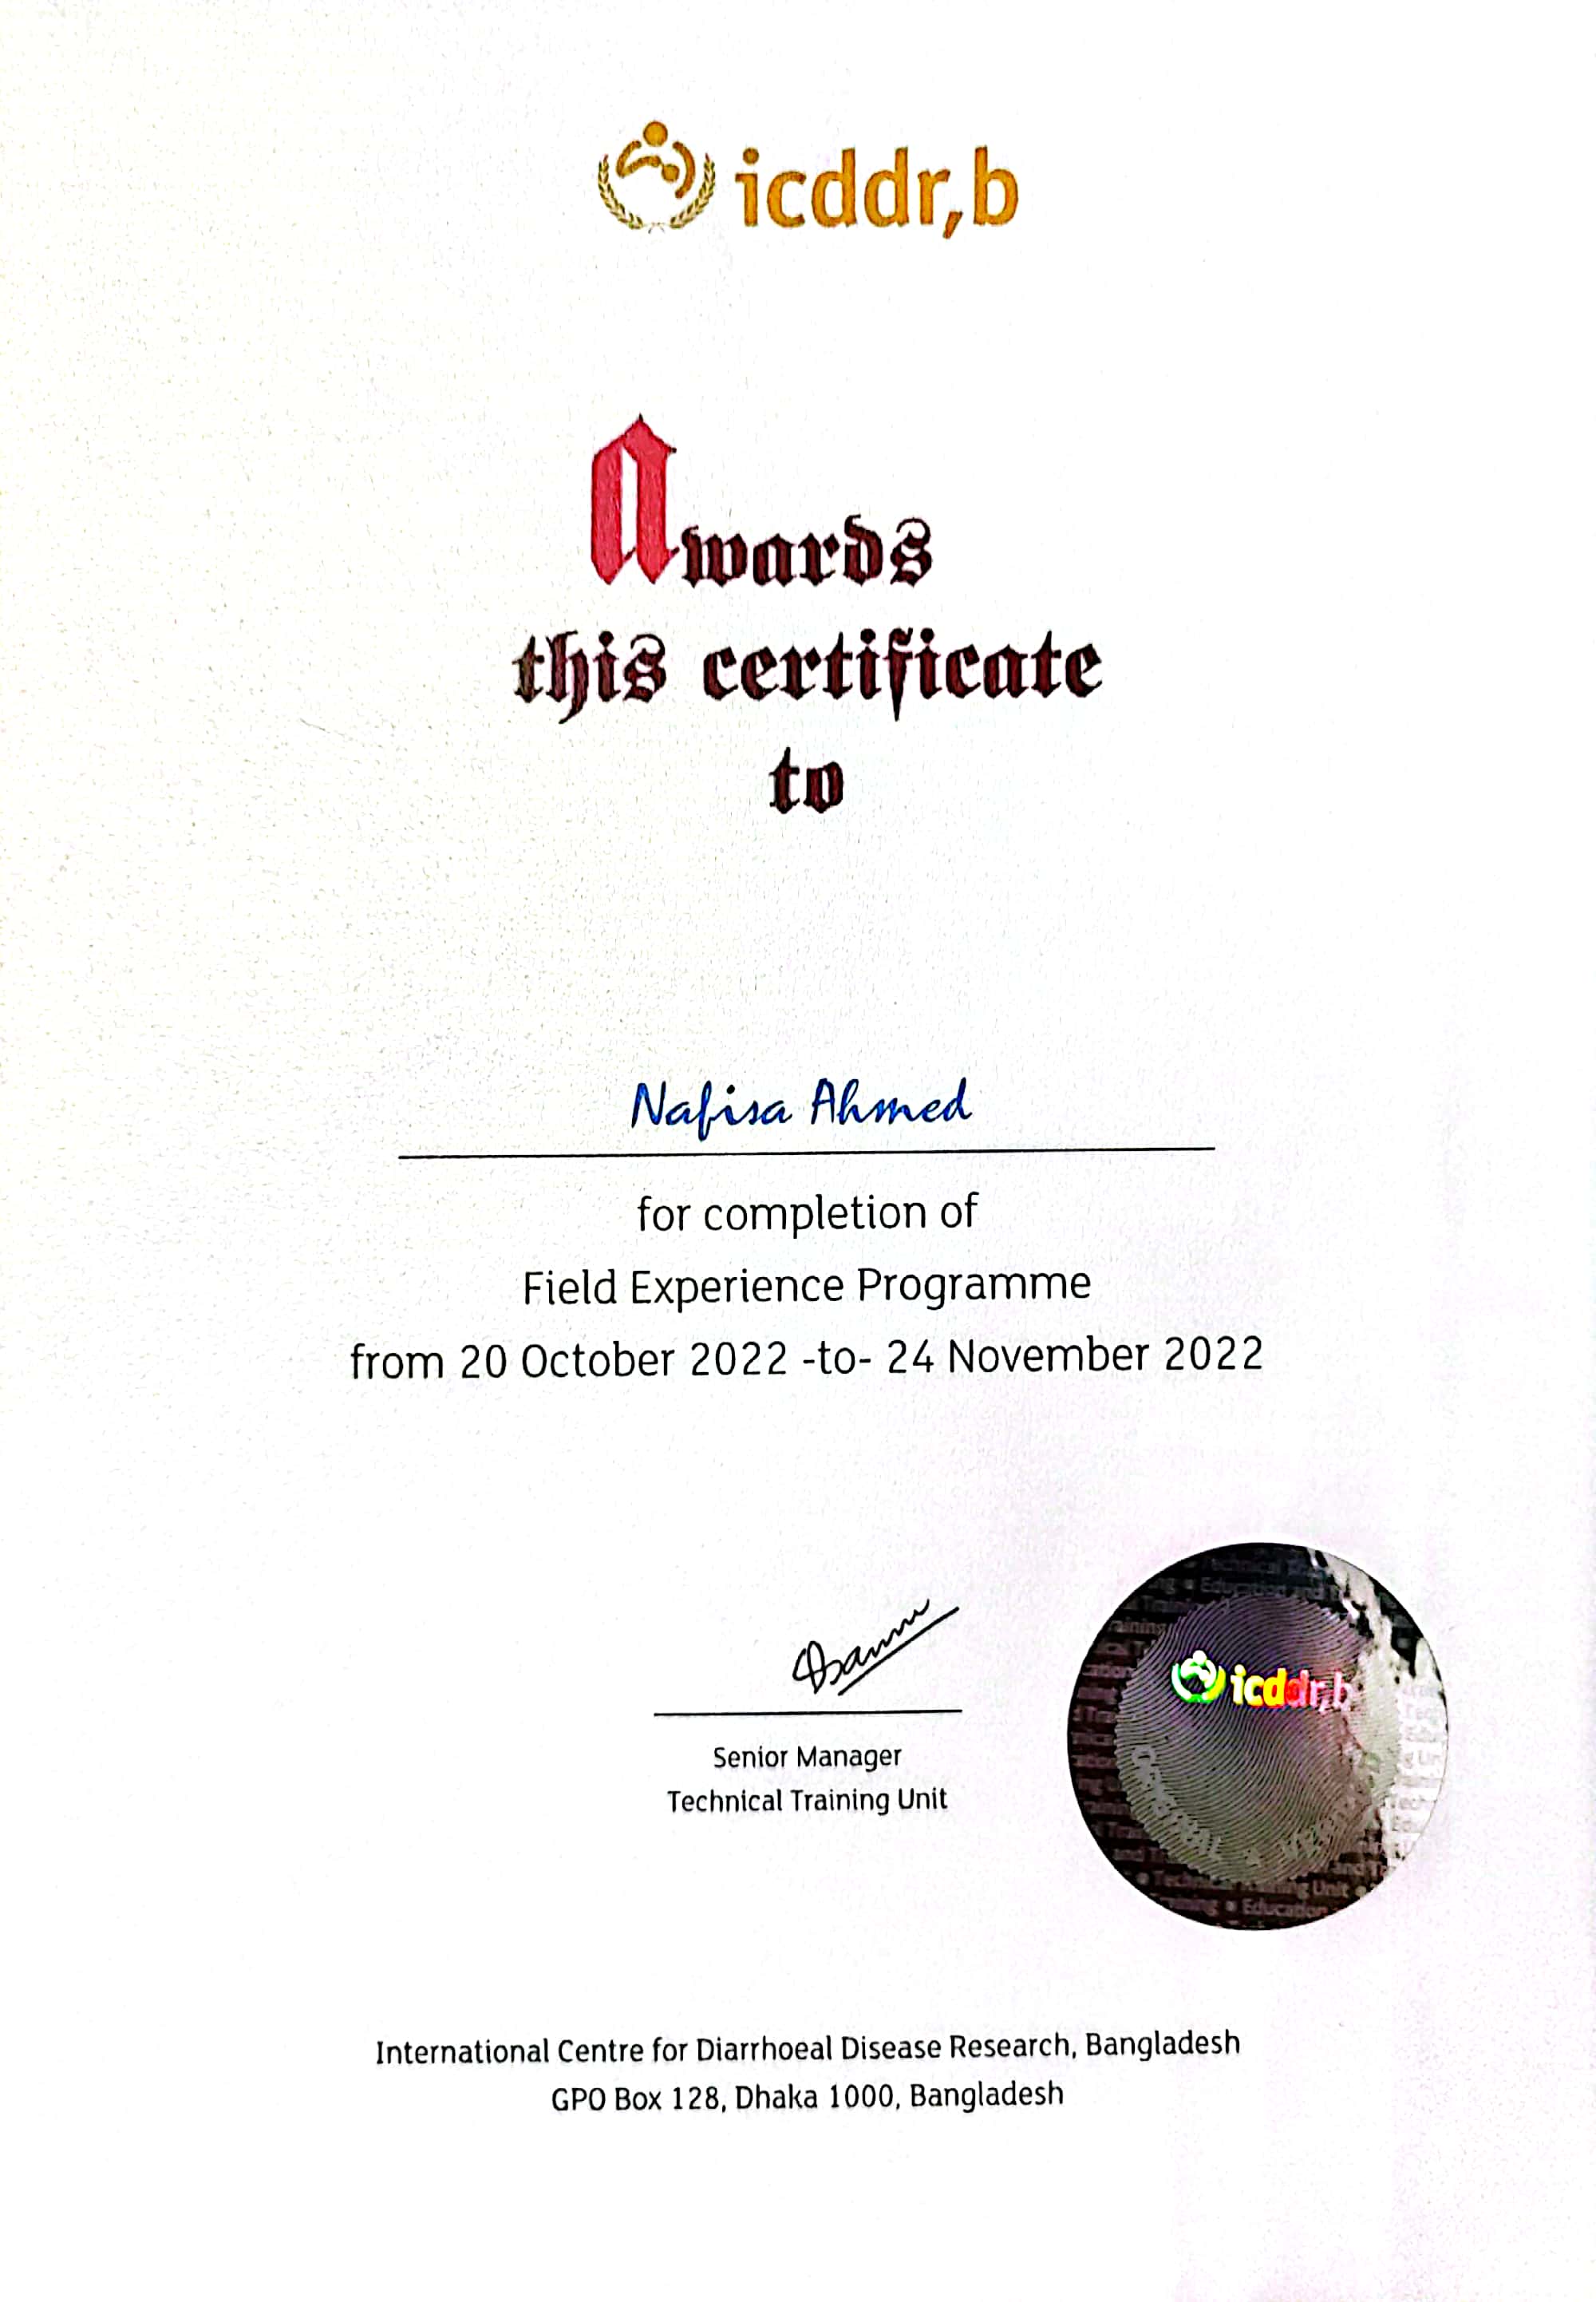 icddr,b
Awards
this certificate
to
Nafisa Ahmed
for completion of
Field Experience Programme
from 20 October 2022 -to- 24 November 2022
Senior Manager
Technical Training Unit
icddr,b
International Centre for Diarrhoeal Disease Research, Bangladesh
GPO Box 128, Dhaka 1000, Bangladesh